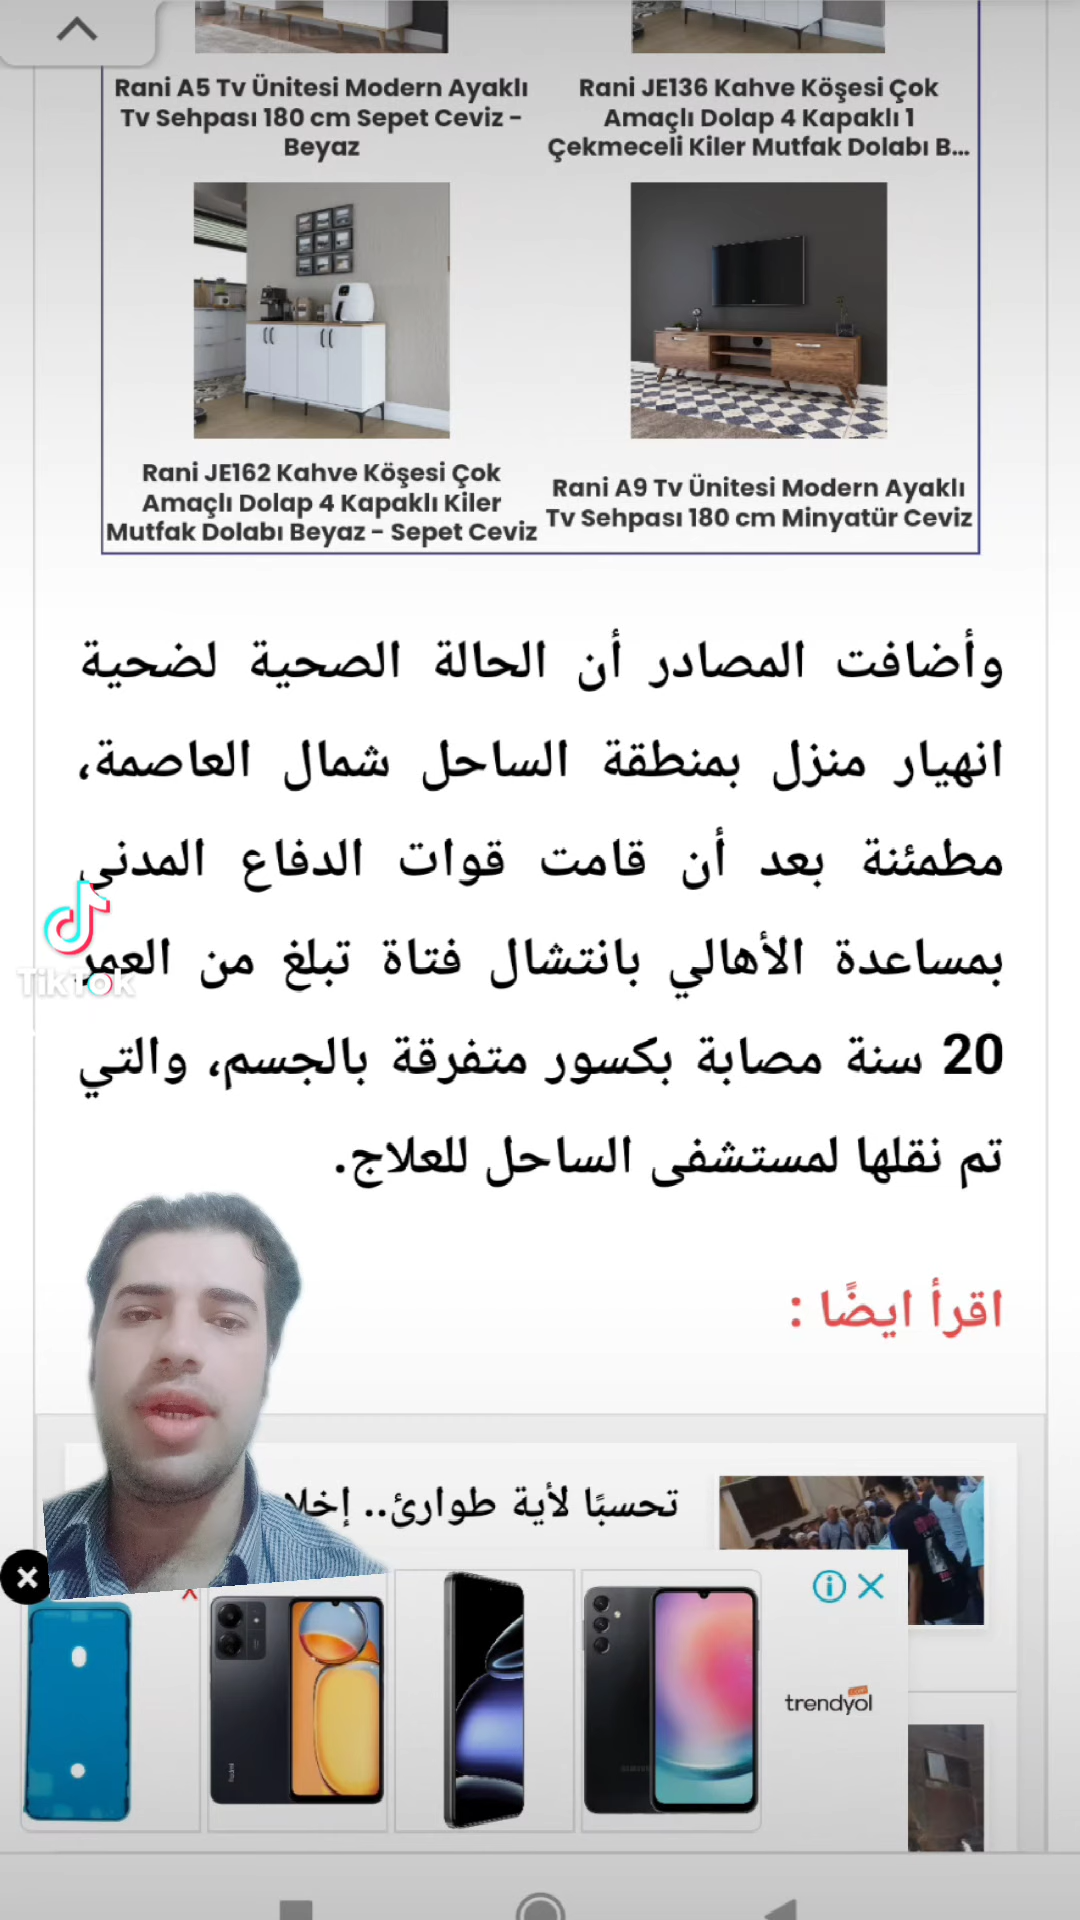 Rani A5 Tv Ünitesi Modern Ayaklı
Tv Sehpası 180 cm Sepet Ceviz -
Beyaz
Rani JE136 Kahve Köşesi Çok
Amaçlı Dolap 4 Kapaklı 1
Çekmeceli Kiler Mutfak Dolabı B...
Rani JE162 Kahve Köşesi Çok
Amaçlı Dolap 4 Kapaklı Kiler
Mutfak Dolabı Beyaz - Sepet Ceviz
Rani A9 Tv Ünitesi Modern Ayaklı
Tv Sehpası 180 cm Minyatür Ceviz
وأضافت المصادر أن الحالة الصحية لضحية
انهيار منزل بمنطقة الساحل شمال العاصمة،
مطمئنة بعد أن قامت قوات الدفاع المدني
بمساعدة الأهالي بانتشال فتاة تبلغ من العمر
20 سنة مصابة بكسور متفرقة بالجسم، والتي
تم نقلها لمستشفى الساحل للعلاج.
TikTok
اقرأ ايضًا :
تحسبًا لأية طوارئ.. إخلا
trendyol